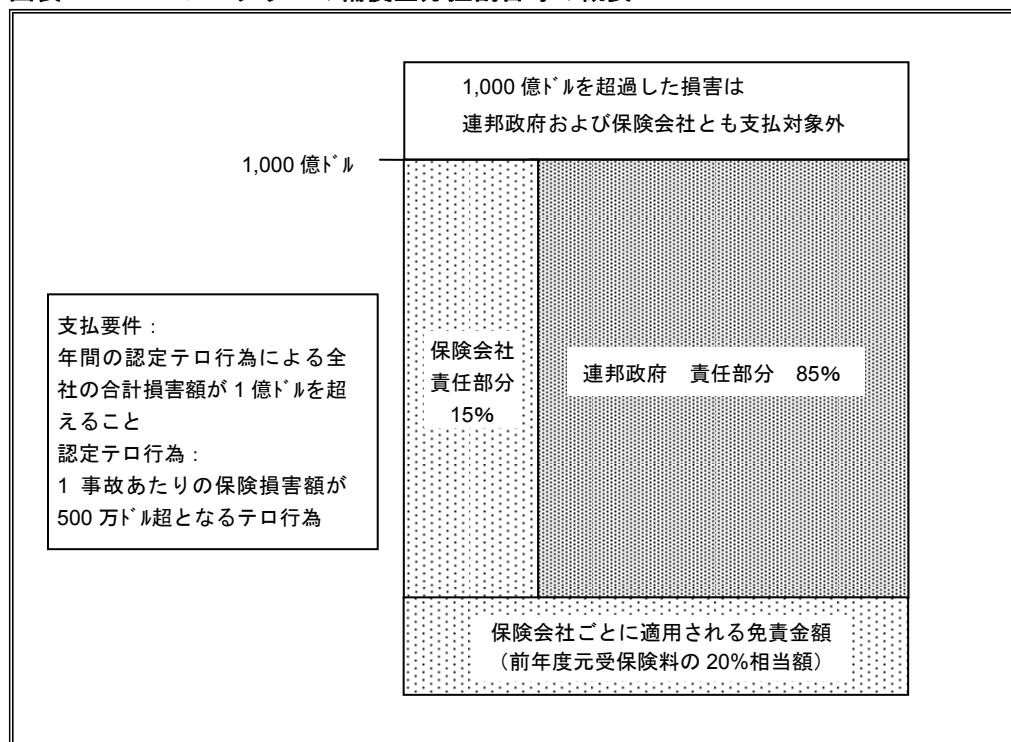 1,000 億ﾄﾞﾙを超過した損害は
連邦政府および保険会社とも支払対象外
1,000 億ﾄﾞﾙ
支払要件：
年間の認定テロ行為による全
社の合計損害額が 1 億ﾄﾞﾙを超
えること
認定テロ行為：
1 事故あたりの保険損害額が
500 万ﾄﾞﾙ超となるテロ行為
保険会社
責任部分
15%
連邦政府　責任部分　85%
保険会社ごとに適用される免責金額
（前年度元受保険料の 20%相当額）